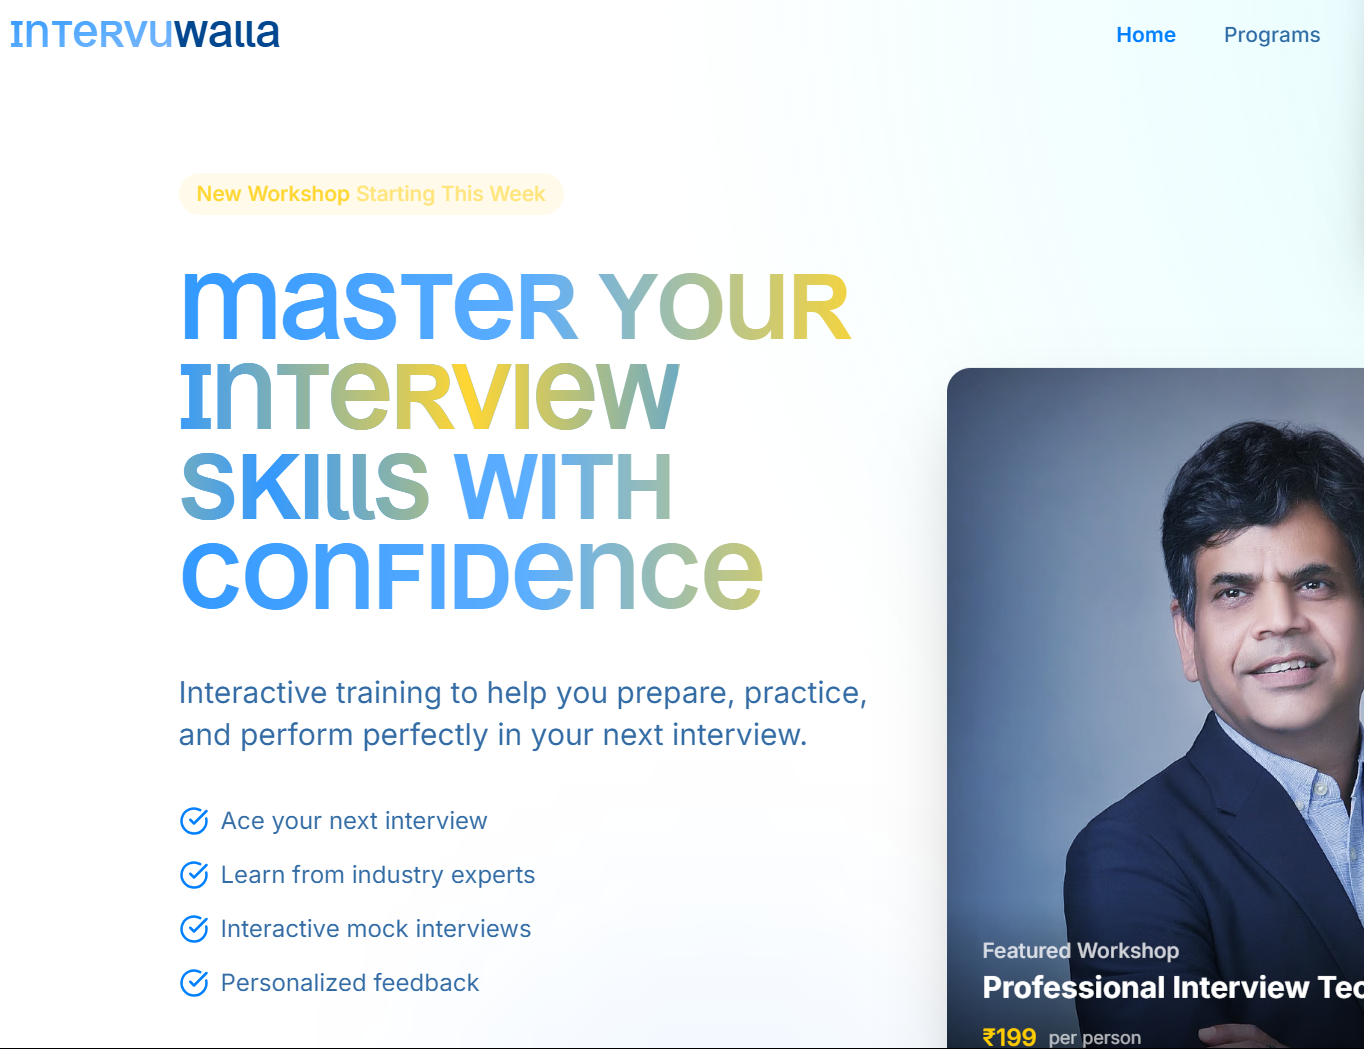 INTERVUwalla
Home
Programs
New Workshop Starting This Week
MASTER YOUR
INTERVIEW
SKILLS WITH
CONFIDENCE
Interactive training to help you prepare, practice,
and perform perfectly in your next interview.
Ace your next interview
Learn from industry experts
Interactive mock interviews
Personalized feedback
Featured Workshop
Professional Interview
₹199 per person